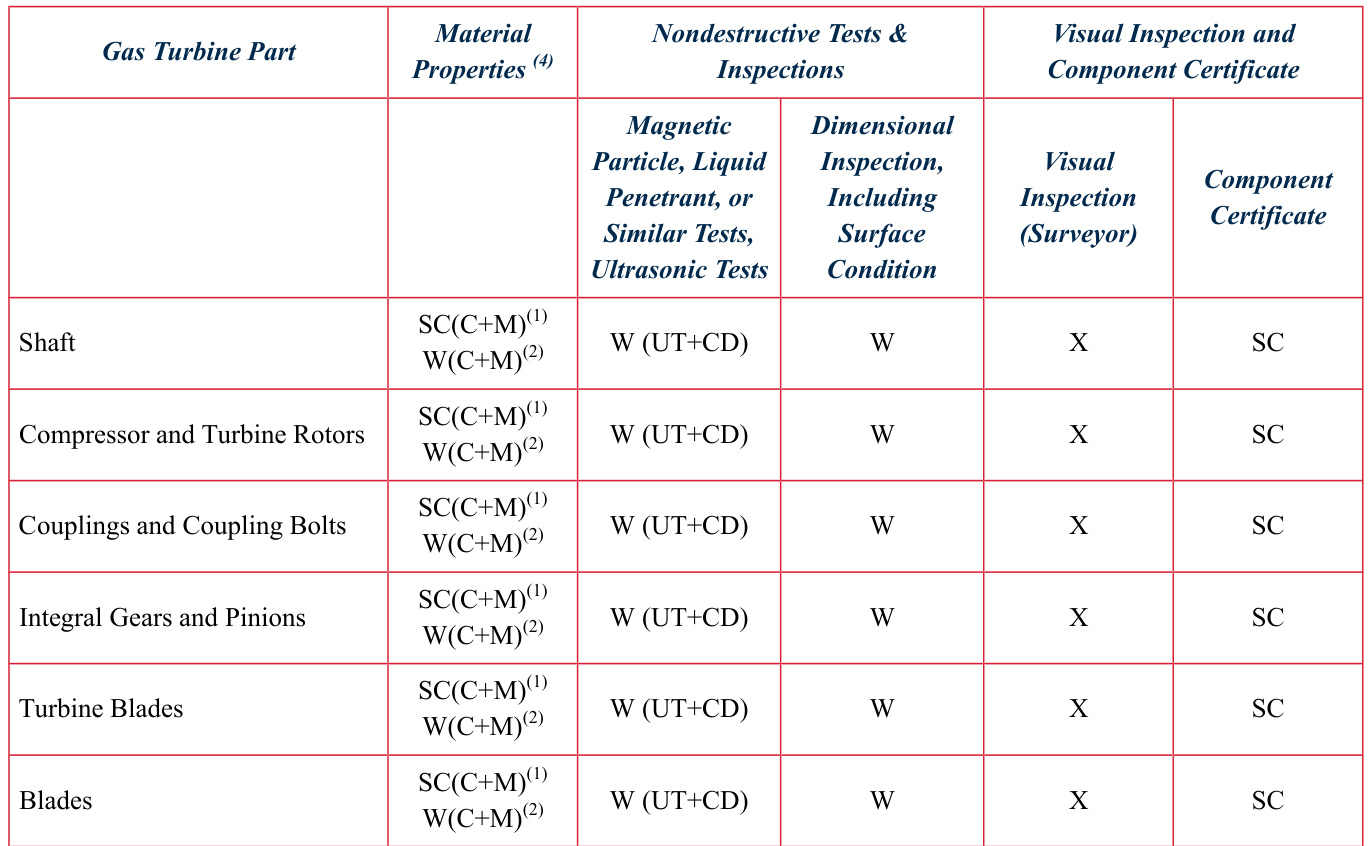 Gas Turbine Part
Material
Properties (4)
Nondestructive Tests &
Inspections
Visual Inspection and
Component Certificate
Magnetic
Particle, Liquid
Penetrant, or
Similar Tests,
Ultrasonic Tests
Dimensional
Inspection,
Including
Surface
Condition
Visual
Inspection
(Surveyor)
Component
Certificate
Shaft
SC(C+M)(1)
W(C+M)(2)
W (UT+CD)
W
X
SC
Compressor and Turbine Rotors
SC(C+M)(1)
W(C+M)(2)
W (UT+CD)
W
X
SC
Couplings and Coupling Bolts
SC(C+M)(1)
W(C+M)(2)
W (UT+CD)
W
X
SC
Integral Gears and Pinions
SC(C+M)(1)
W(C+M)(2)
W (UT+CD)
W
X
SC
Turbine Blades
SC(C+M)(1)
W(C+M)(2)
W (UT+CD)
W
X
SC
Blades
SC(C+M)(1)
W(C+M)(2)
W (UT+CD)
W
X
SC